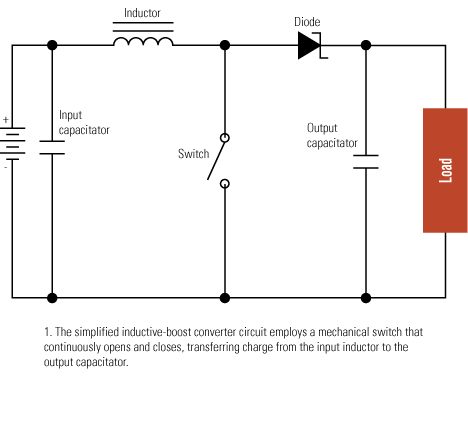 Inductor
Diode
+
Input
capacitator
Output
capacitator
Switch
Load
-
1. The simplified inductive-boost converter circuit employs a mechanical switch that
continuously opens and closes, transferring charge from the input inductor to the
output capacitator.